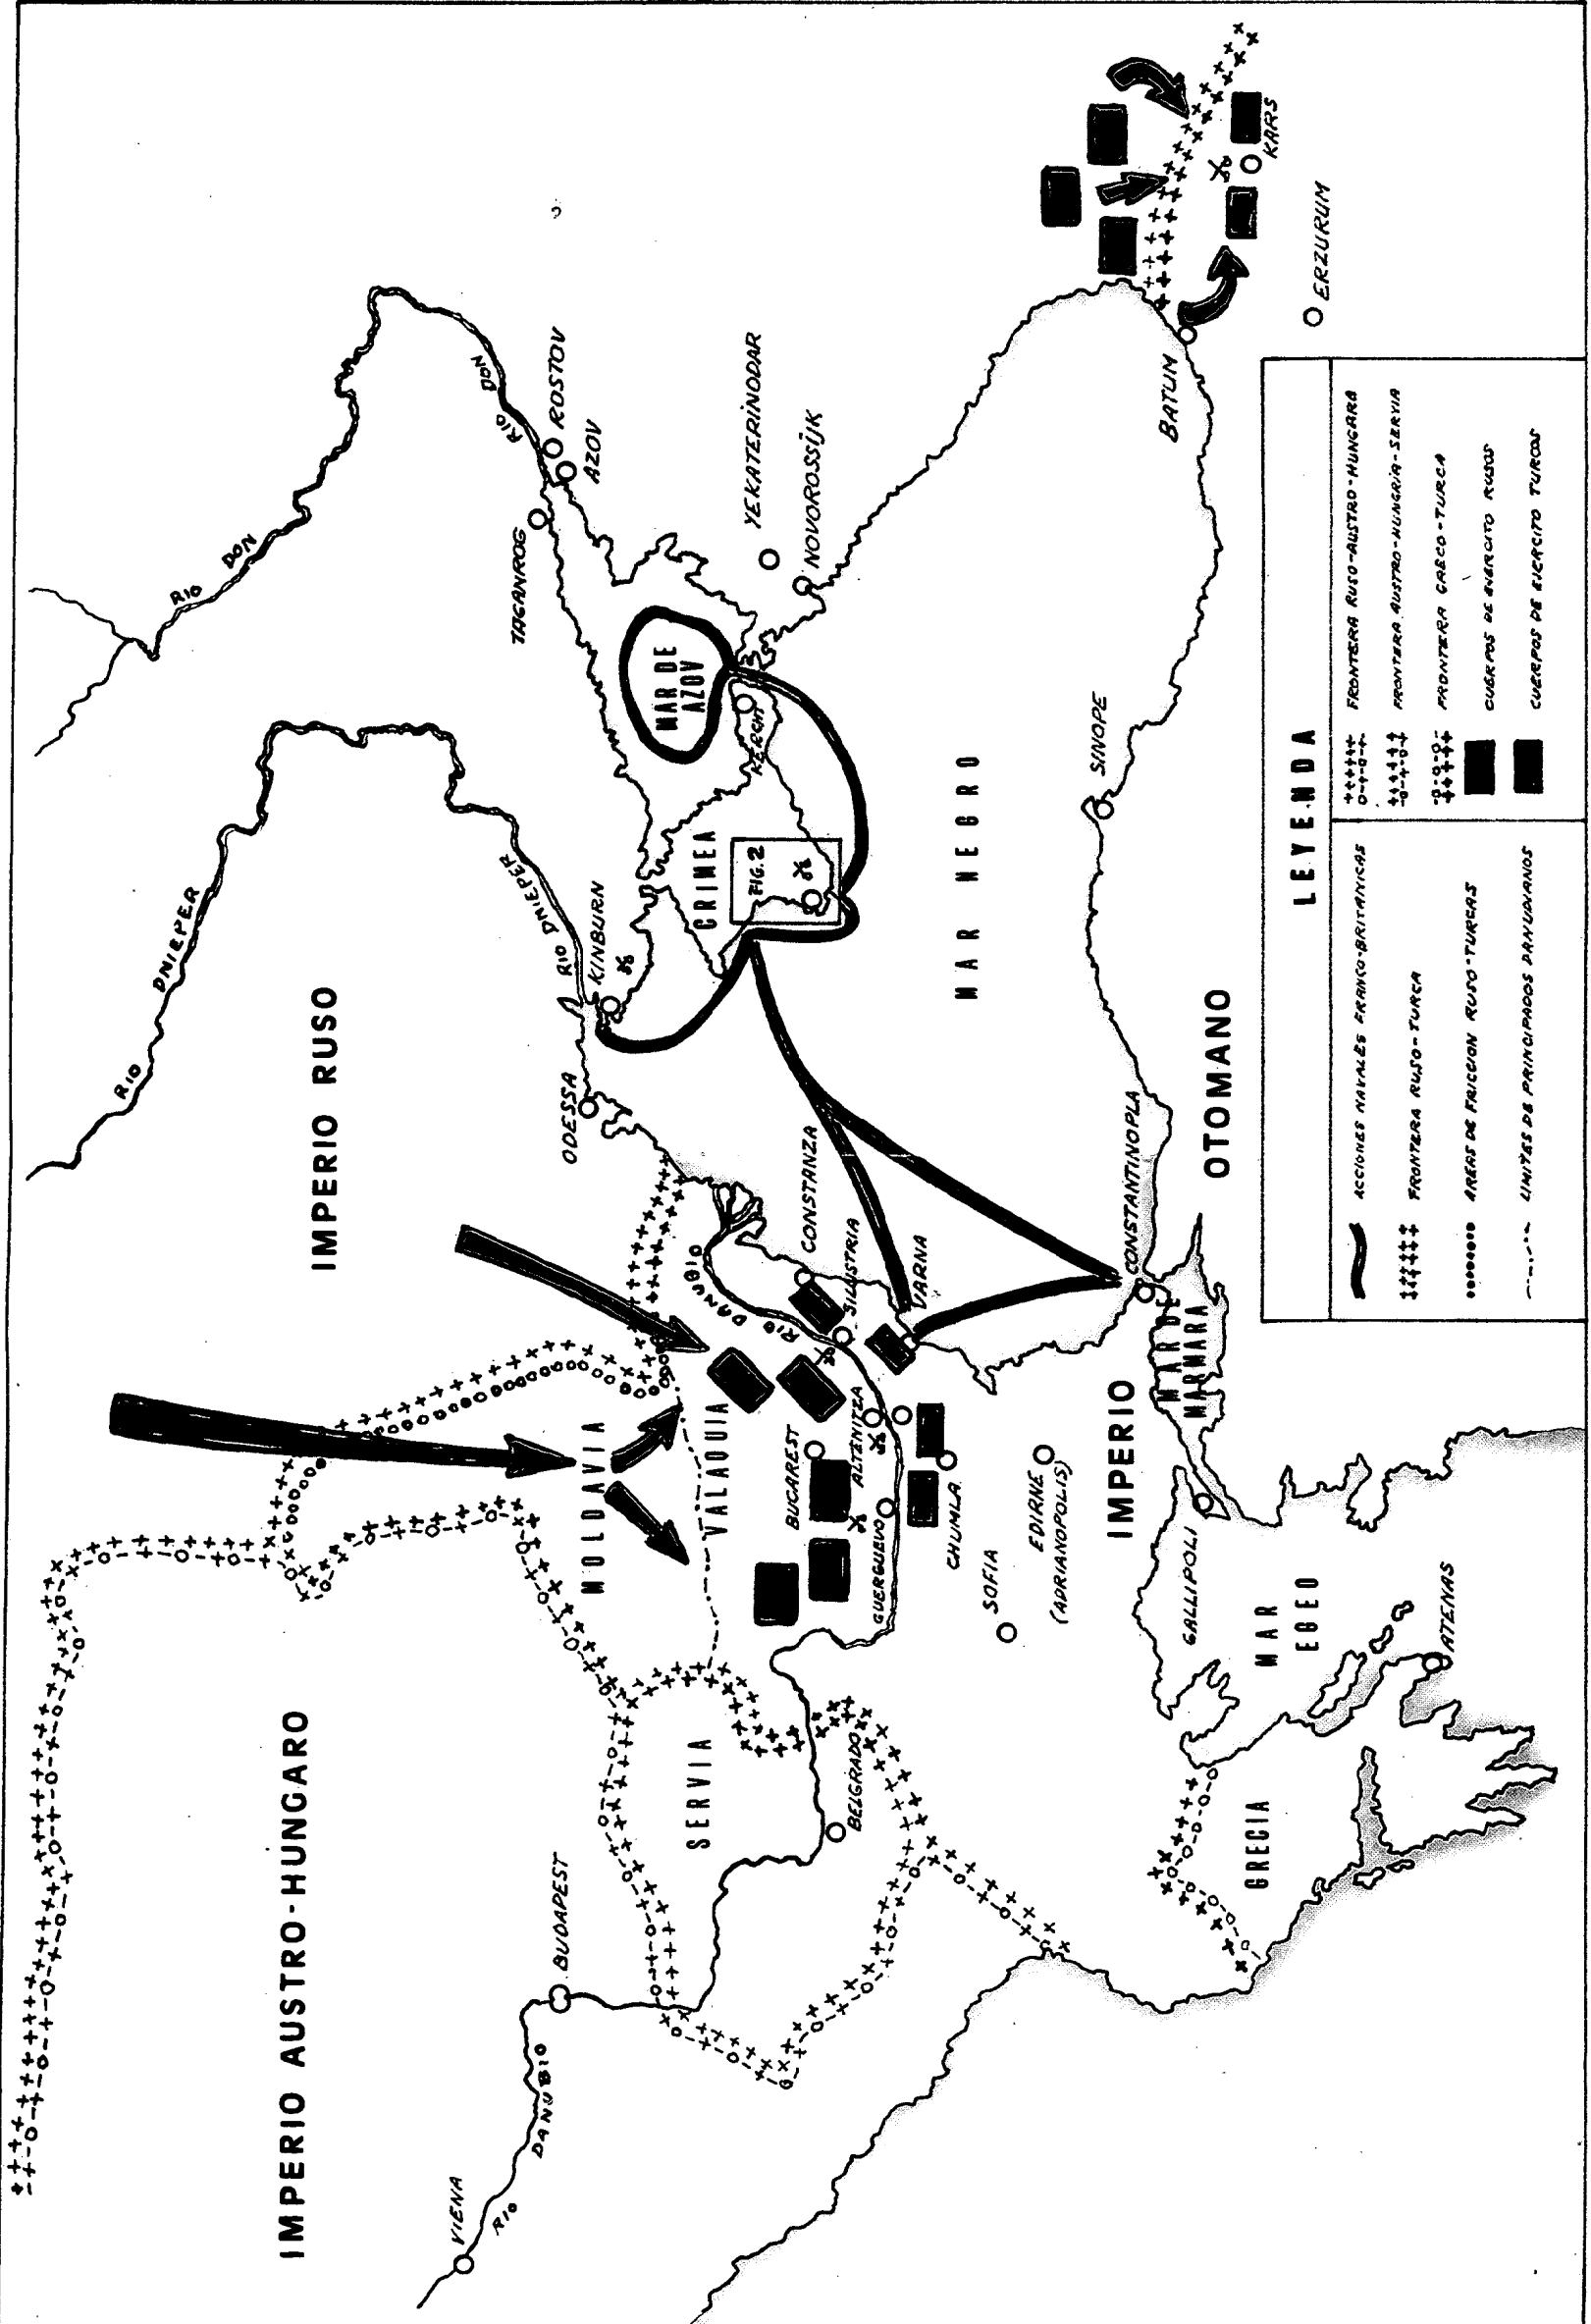 IMPERIO AUSTRO-HUNGARO
IMPERIO RUSO
VIENA
RIO
DANUBIO
BUDAPEST
SERVIA
BELGRADO
MOLDAVIA
VALAQUIA
BUCAREST
ALTENITZA
GUERGUEVO
CHUMLA
SOFIA
EDIRNE
(ADRIANOPOLIS)
RIO DANUBIO
CONSTANZA
SILISTRIA
VARNA
ODESSA
KINBURN
RIO
DNIEPER
RIO DNIEPER
RIO DON
RIO DON
TAGANROG
ROSTOV
AZOV
YEKATERINODAR
NOVOROSSIJK
MAR DE
AZOV
KERCH
CRIMEA
FIG. 2
MAR NEGRO
SINOPE
BATUM
KARS
ERZURUM
IMPERIO
OTOMANO
CONSTANTINOPLA
MAR DE
MARMARA
GALLIPOLI
MAR
EGEO
ATENAS
GRECIA
LEYENDA
ACCIONES NAVALES FRANCO-BRITANICAS
FRONTERA RUSO-TURCA
AREAS DE FRICCION RUSO-TURCAS
LIMITES DE PRINCIPADOS DANUVIANOS
FRONTERA RUSO-AUSTRO-HUNGARA
FRONTERA AUSTRO-HUNGRIA-SERVIA
FRONTERA GRECO-TURCA
CUERPOS DE EJERCITO RUSOS
CUERPOS DE EJERCITO TURCOS